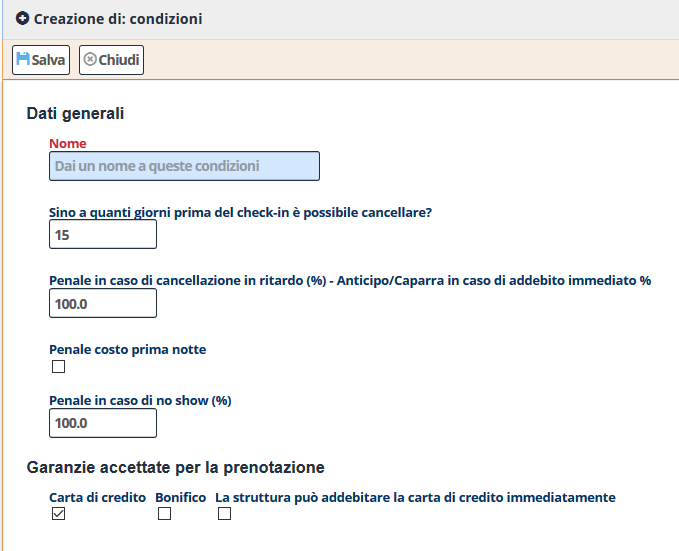 Creazione di: condizioni
Salva Chiudi
Dati generali
Nome
Dai un nome a queste condizioni
Sino a quanti giorni prima del check-in è possibile cancellare?
15
Penale in caso di cancellazione in ritardo (%) - Anticipo/Caparra in caso di addebito immediato %
100.0
Penale costo prima notte
Penale in caso di no show (%)
100.0
Garanzie accettate per la prenotazione
Carta di credito Bonifico La struttura può addebitare la carta di credito immediatamente